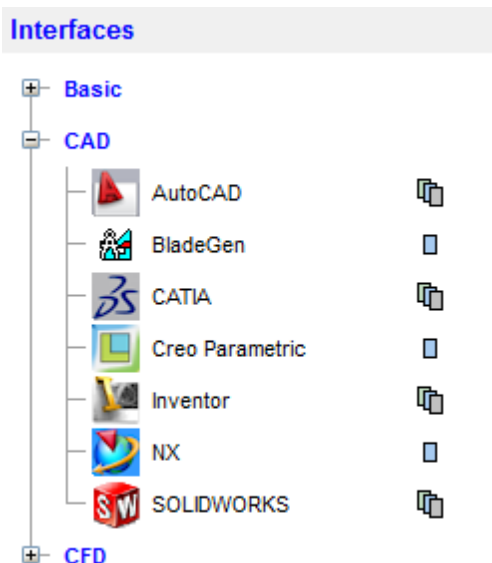 Interfaces
Basic
CAD
AutoCAD
BladeGen
CATIA
Creo Parametric
Inventor
NX
SOLIDWORKS
CFD